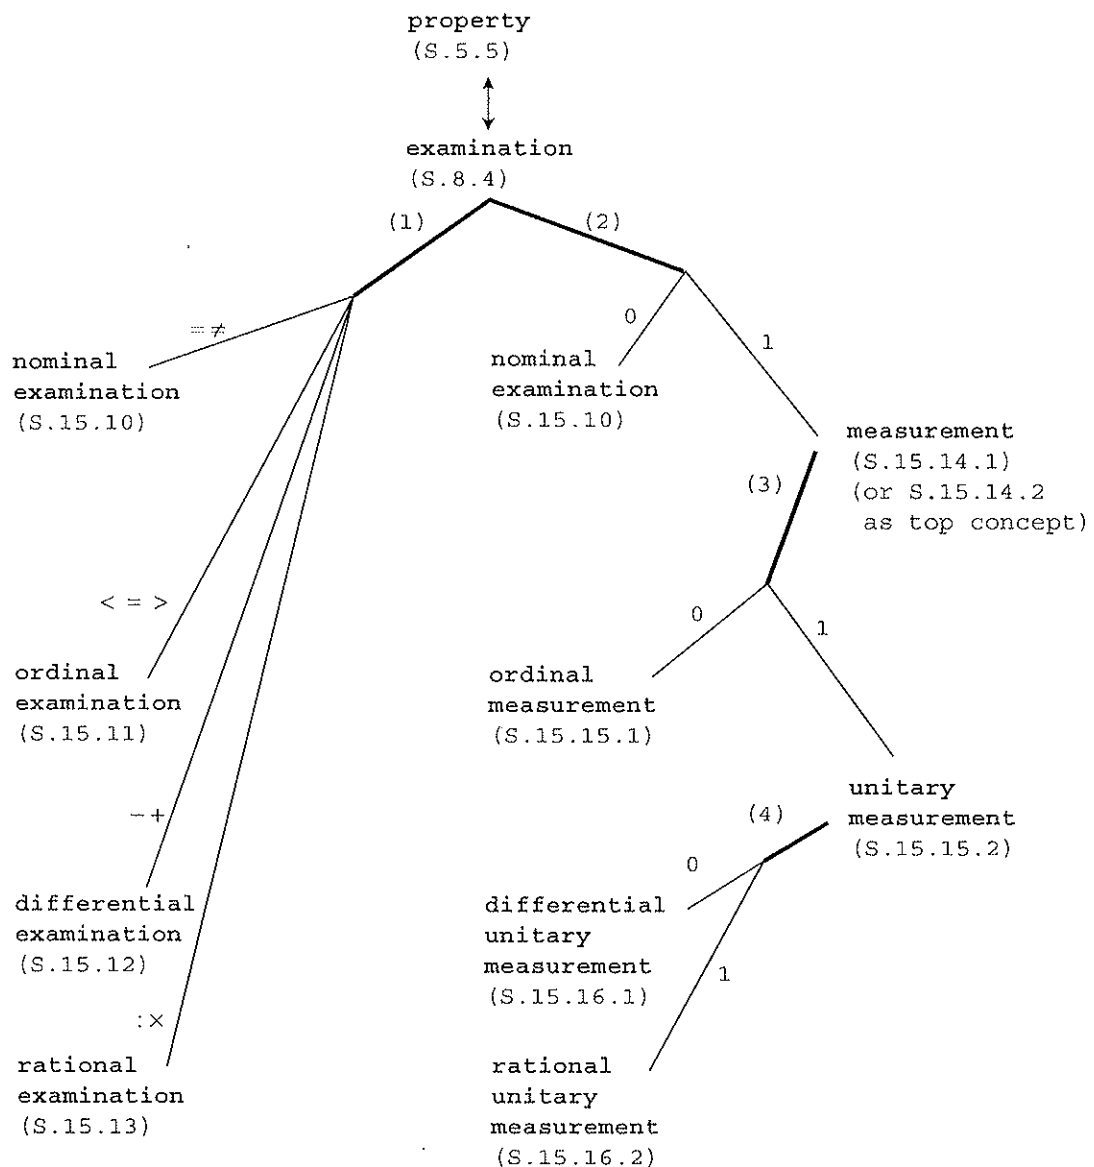 property
(S.5.5)
examination
(S.8.4)
(1)
(2)
=≠
nominal
examination
(S.15.10)
0
nominal
examination
(S.15.10)
1
measurement
(S.15.14.1)
(or S.15.14.2
as top concept)
(3)
< = >
ordinal
examination
(S.15.11)
0
ordinal
measurement
(S.15.15.1)
1
unitary
measurement
(S.15.15.2)
(4)
-+
differential
examination
(S.15.12)
0
differential
unitary
measurement
(S.15.16.1)
1
:×
rational
examination
(S.15.13)
rational
unitary
measurement
(S.15.16.2)